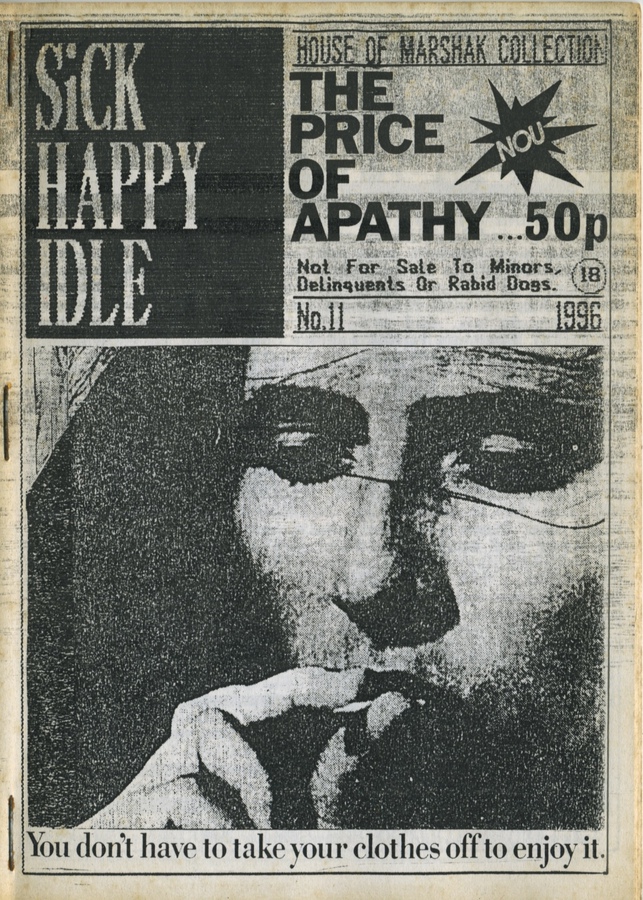 SiCK
HAPPY
IDLE
HOUSE OF MARSHAK COLLECTION
THE
PRICE
OF
APATHY ...50p
NOU
Not For Sale To Minors,
Delinquents Or Rabid Dogs.
18
No.11 1996
You don't have to take your clothes off to enjoy it.